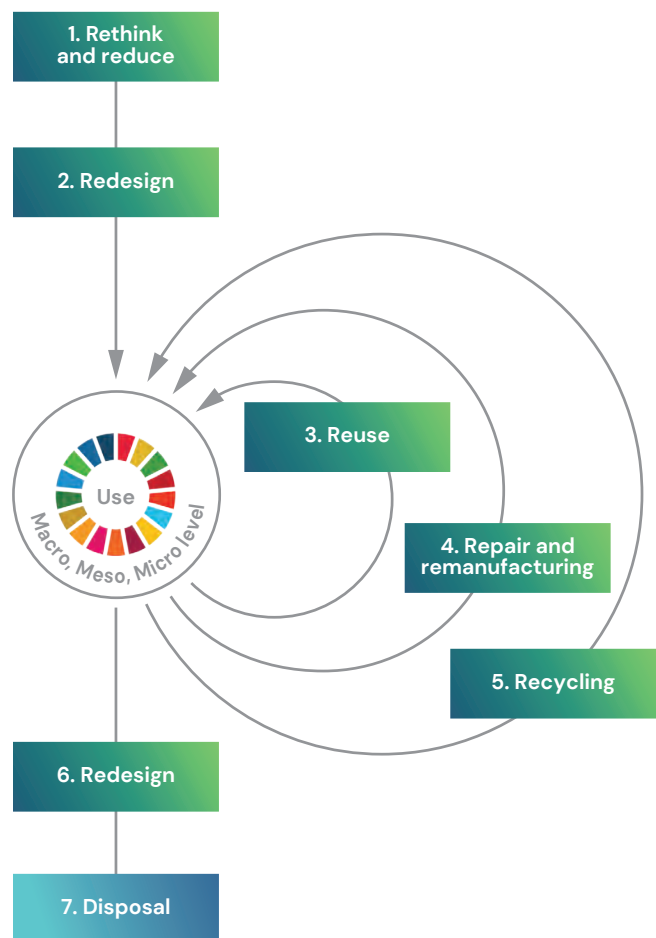 1. Rethink
and reduce
2. Redesign
3. Reuse
Use
Macro, Meso, Micro level
4. Repair and
remanufacturing
5. Recycling
6. Redesign
7. Disposal